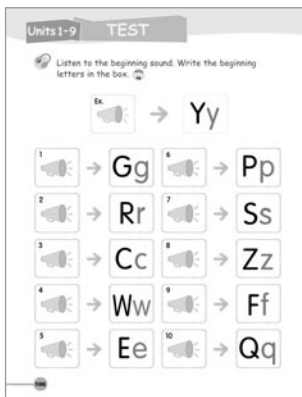 Units 1-9 TEST
Listen to the beginning sound. Write the beginning
letters in the box.
Ex. Yy
1 Gg 6 Pp
2 Rr 7 Ss
3 Cc 8 Zz
4 Ww 9 Ff
5 Ee 10 Qq